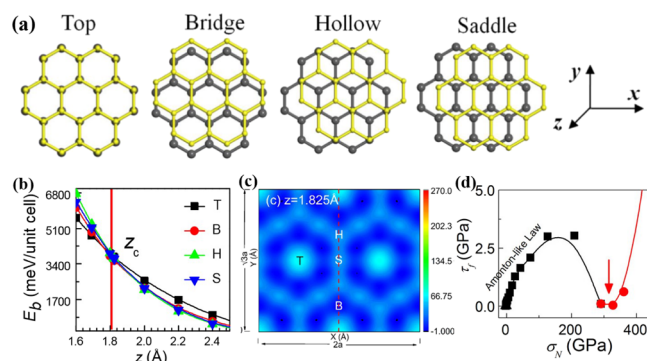 (a) Top Bridge Hollow Saddle
y
x
z
(b)
6800
5100
3400
1700
E_b (meV/unit cell)
z_c
T
B
H
S
1.6 1.8 2.0 2.2 2.4
z (Å)
(c)
(c) z=1.825Å
H
T S
B
√3a
Y (Å)
X (Å)
2a
270.0
202.3
134.5
66.75
-1.000
(d)
5.0
2.5
0.0
τ_f (GPa)
Amonton-like Law
0 200 400
σ_N (GPa)